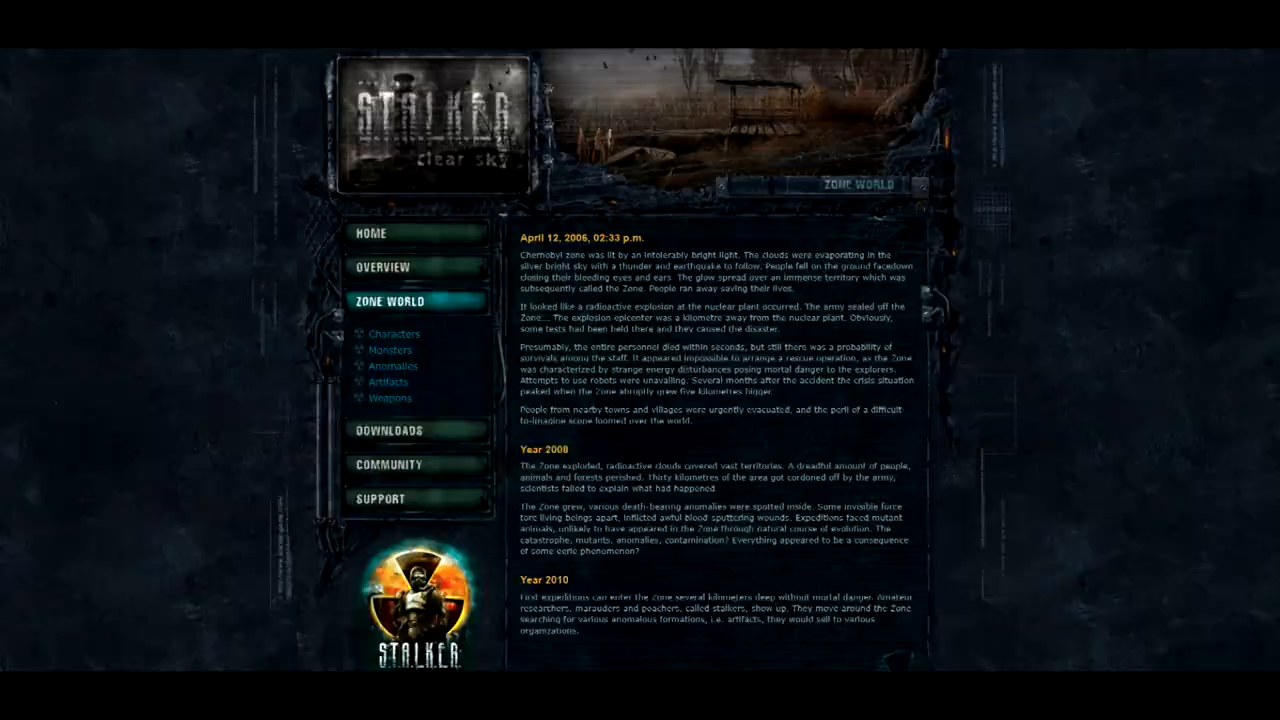 STALKER
clear sky
ZONE WORLD
HOME
OVERVIEW
ZONE WORLD
Characters
Monsters
Anomalies
Artifacts
Weapons
DOWNLOADS
COMMUNITY
SUPPORT
S.T.A.L.K.E.R.
April 12, 2006, 02:33 p.m.
Chernobyl zone was lit by an intolerably bright light. The clouds were evaporating in the
silver bright sky with a thunder and earthquake to follow. People fell on the ground facedown
closing their bleeding eyes and ears. The glow spread over an immense territory which was
subsequently called the Zone. People ran away saving their lives.
It looked like a radioactive explosion at the nuclear plant occurred. The army sealed off the
Zone... The explosion epicenter was a kilometre away from the nuclear plant. Obviously,
some tests had been held there and they caused the disaster.
Presumably, the entire personnel died within seconds, but still there was a probability of
survivals among the staff. It appeared impossible to arrange a rescue operation, as the Zone
was characterized by strange energy disturbances posing mortal danger to the explorers.
Attempts to use robots were unavailing. Several months after the accident the crisis situation
peaked when the Zone abruptly grew five kilometres bigger.
People from nearby towns and villages were urgently evacuated, and the peril of a difficult-
to-imagine scope loomed over the world.
Year 2008
The Zone exploded, radioactive clouds covered vast territories. A dreadful amount of people,
animals and forests perished. Thirty kilometres of the area got cordoned off by the army,
scientists failed to explain what had happened.
The Zone grew, various death-bearing anomalies were spotted inside. Some invisible force
tore living beings apart, inflicted awful blood sputtering wounds. Expeditions faced mutant
animals, unlikely to have appeared in the Zone through natural course of evolution. The
catastrophe, mutants, anomalies, contamination? Everything appeared to be a consequence
of some eerie phenomenon?
Year 2010
First expeditions can enter the Zone several kilometers deep without mortal danger. Amateur
researchers, marauders and poachers, called stalkers, show up. They move around the Zone
searching for various anomalous formations, i.e. artifacts, they would sell to various
organizations.